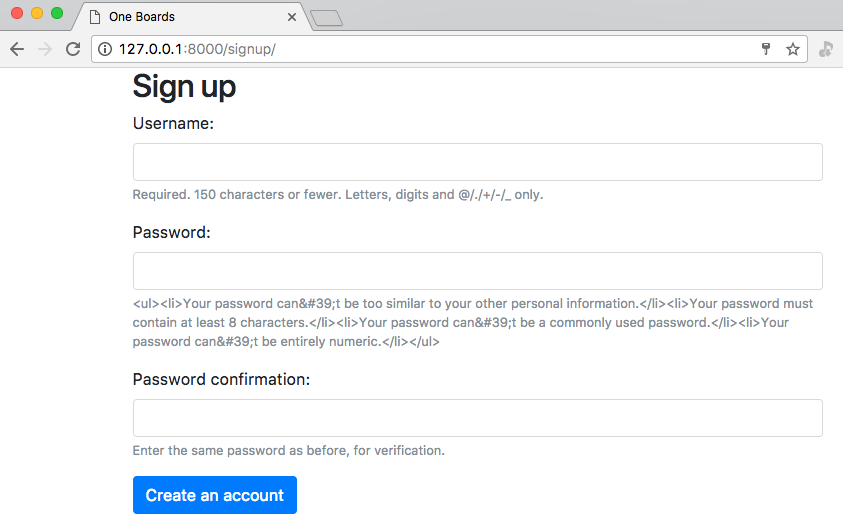 One Boards
127.0.0.1:8000/signup/
Sign up
Username:
Required. 150 characters or fewer. Letters, digits and @/./+/-/_ only.
Password:
<ul><li>Your password can&#39;t be too similar to your other personal information.</li><li>Your password must
contain at least 8 characters.</li><li>Your password can&#39;t be a commonly used password.</li><li>Your
password can&#39;t be entirely numeric.</li></ul>
Password confirmation:
Enter the same password as before, for verification.
Create an account